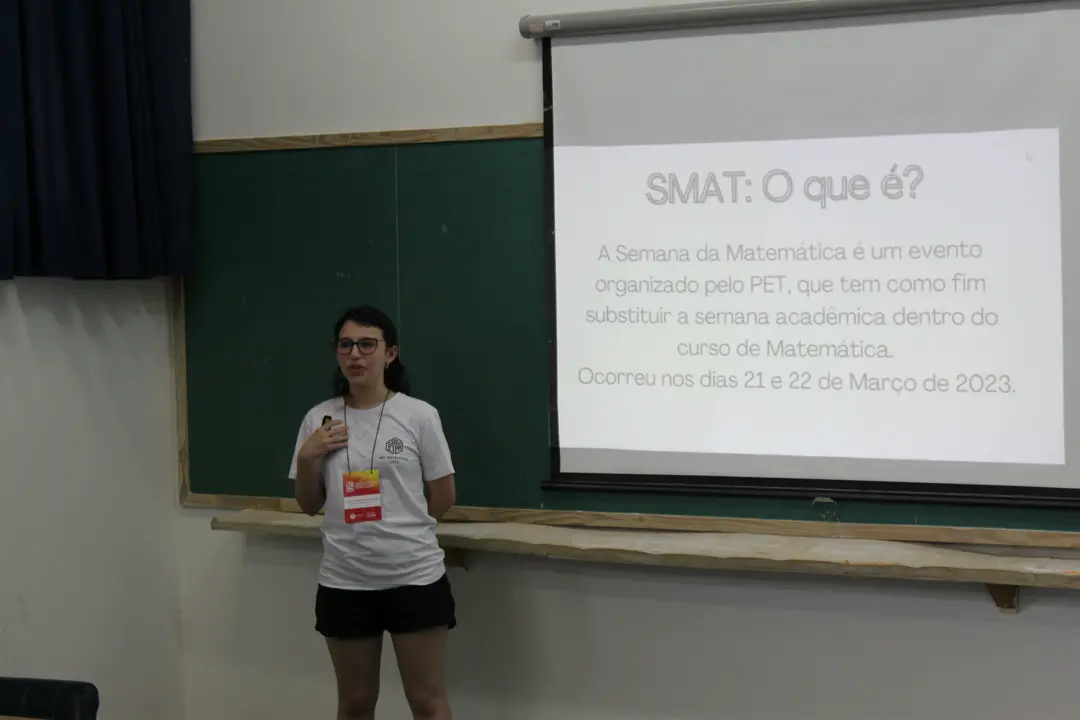 SMAT: O que é?
A Semana da Matemática é um evento
organizado pelo PET, que tem como fim
substituir a semana acadêmica dentro do
curso de Matemática.
Ocorreu nos dias 21 e 22 de Março de 2023.